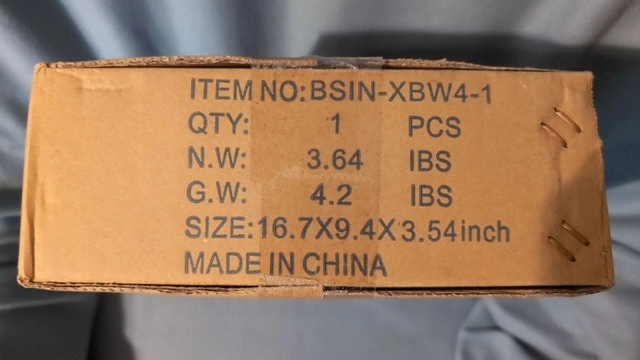 ITEM NO: BSIN-XBW4-1
QTY: 1 PCS
N.W: 3.64 IBS
G.W: 4.2 IBS
SIZE: 16.7X9.4X3.54inch
MADE IN CHINA